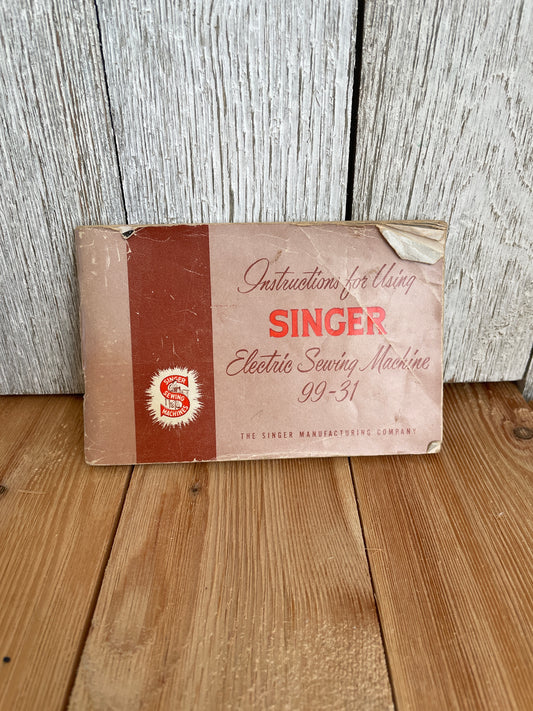 Instructions for Using
SINGER
Electric Sewing Machine
99-31
THE SINGER MANUFACTURING COMPANY
SINGER
SEWING
MACHINES